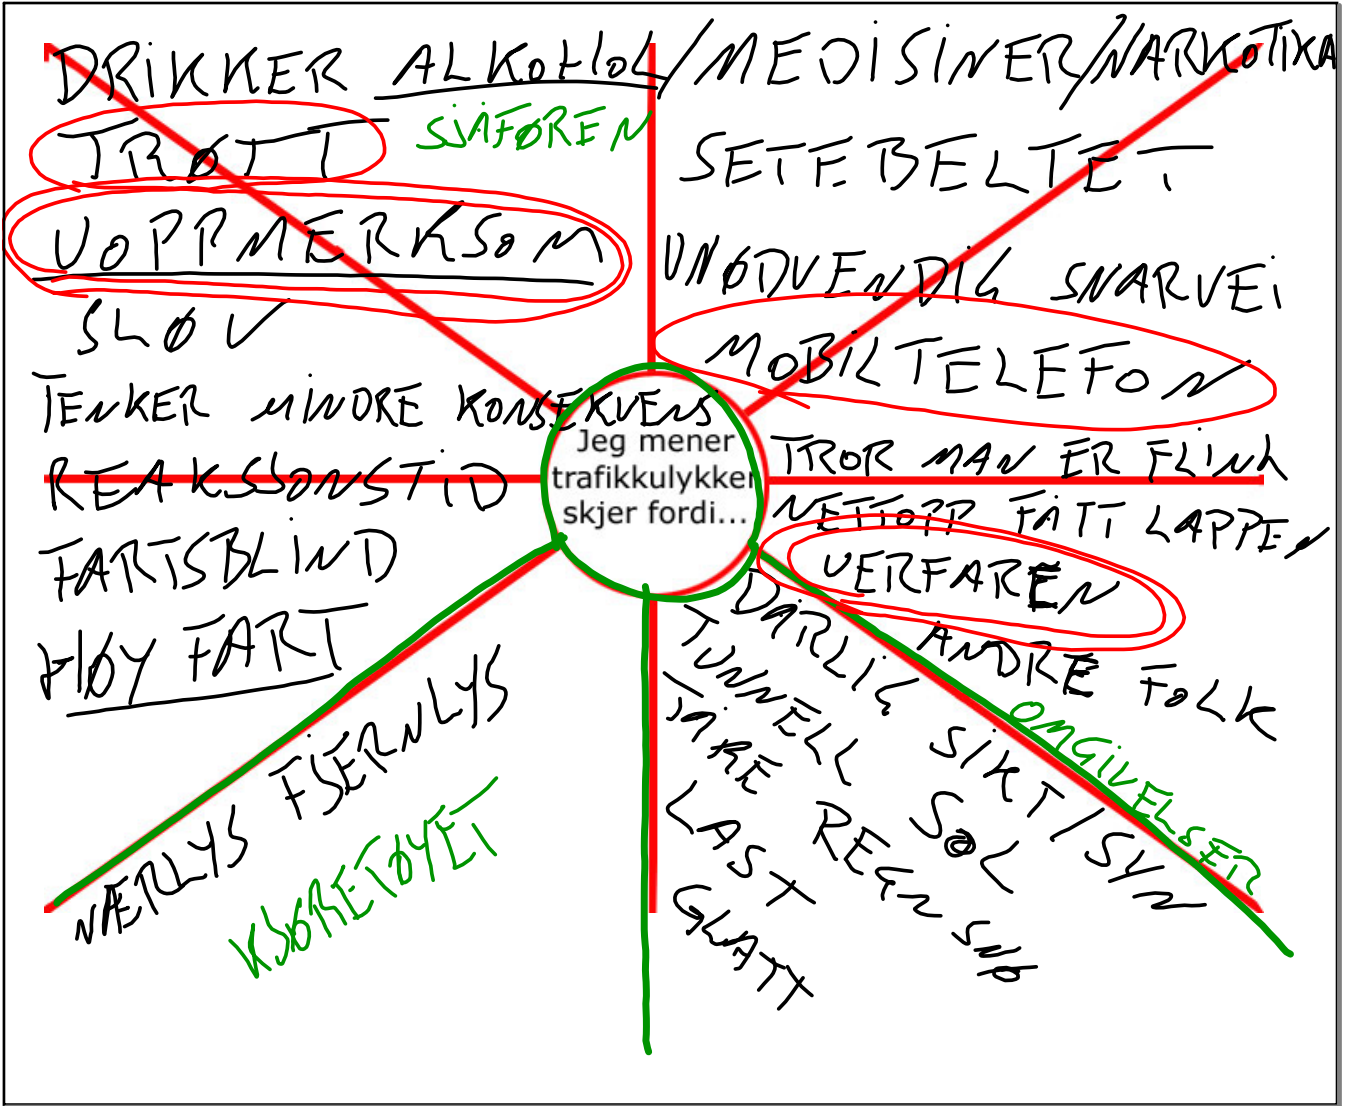 DRIKKER ALKOHOL/MEDISINER/NARKOTIKA
SJÅFØREN
TRØTT
UOPPMERKSOM
SLØV
TENKER MINDRE KONSEKVENS
REAKSJONSTID
FARTSBLIND
HØY FART
SETEBELTET
UNØDVENDIG SNARVEI
MOBILTELEFON
TROR MAN ER FLINK
NETTOPP FÅTT LAPPEN
UERFAREN
ANDRE FOLK
Jeg mener
trafikkulykker
skjer fordi...
NÆRLYS FJERNLYS
KJØRETØYET
OMGIVELSER
DÅRLIG SIKT/SYN
TUNNELL SOL
TÅKE REGN SNØ
LAST
GLATT